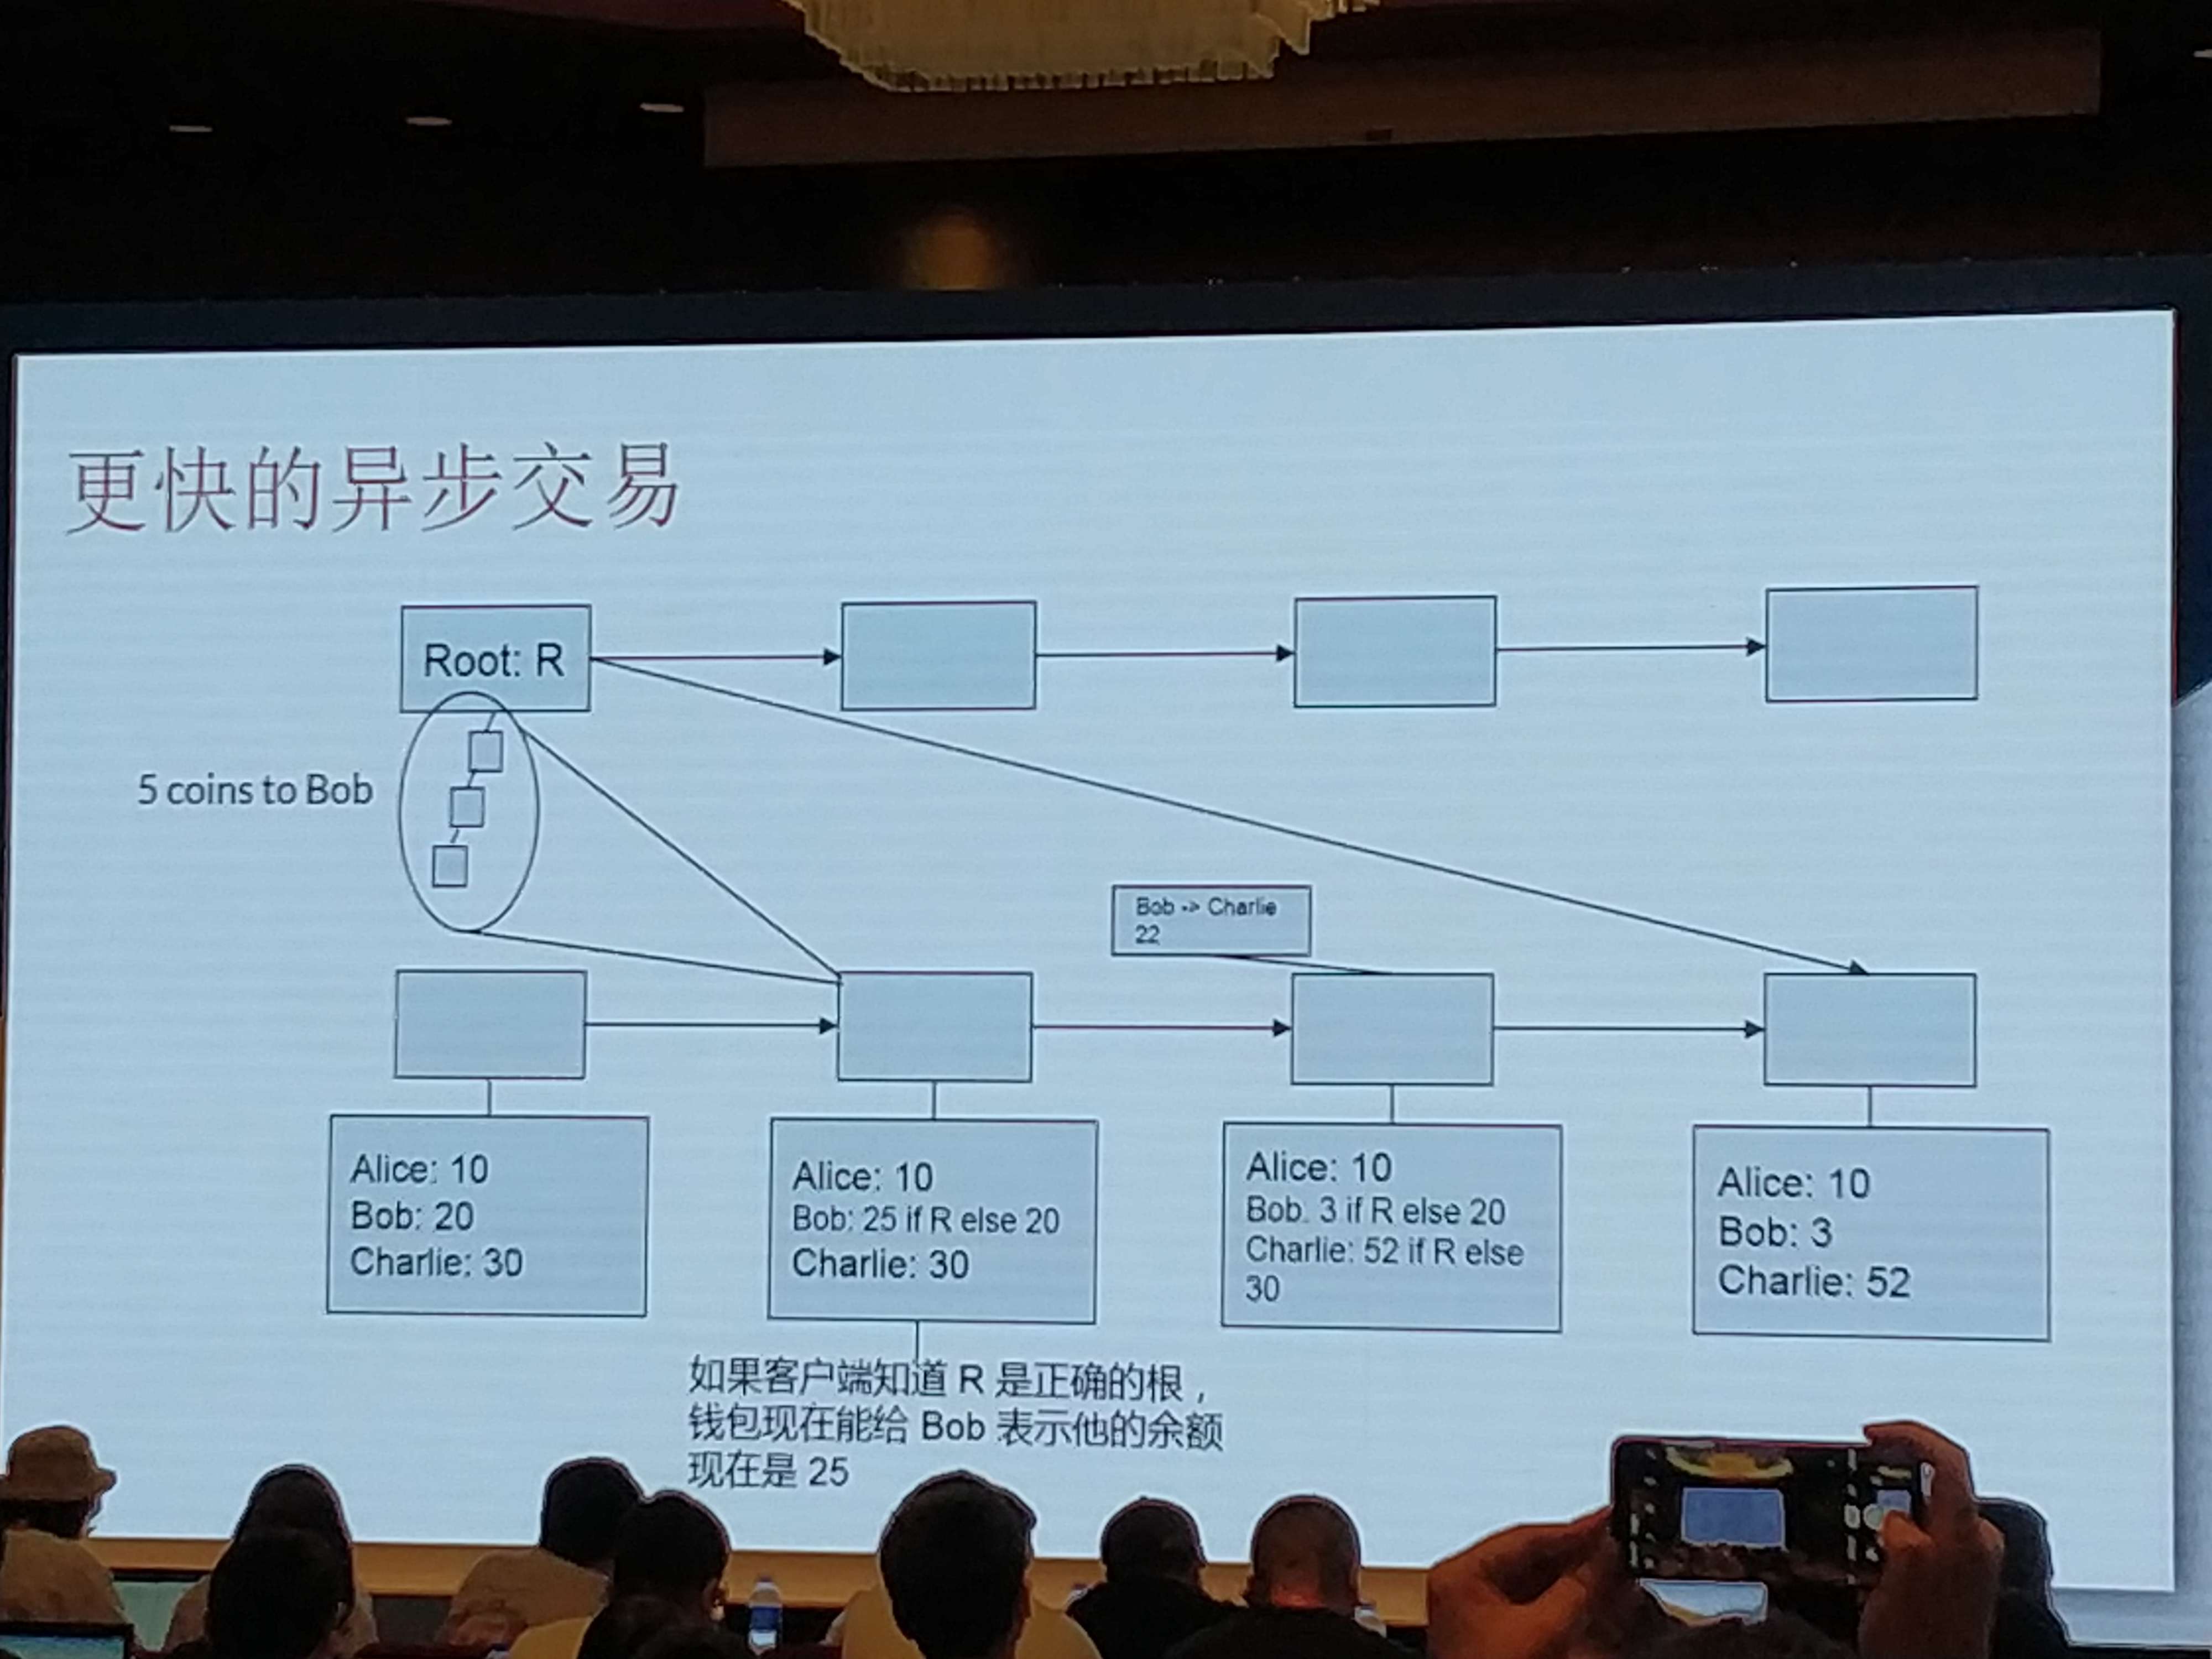 更快的异步交易
Root: R
5 coins to Bob
Bob -> Charlie
22
Alice: 10
Bob: 20
Charlie: 30
Alice: 10
Bob: 25 if R else 20
Charlie: 30
Alice: 10
Bob: 3 if R else 20
Charlie: 52 if R else
30
Alice: 10
Bob: 3
Charlie: 52
如果客户端知道 R 是正确的根，
钱包现在能给 Bob 表示他的余额
现在是 25